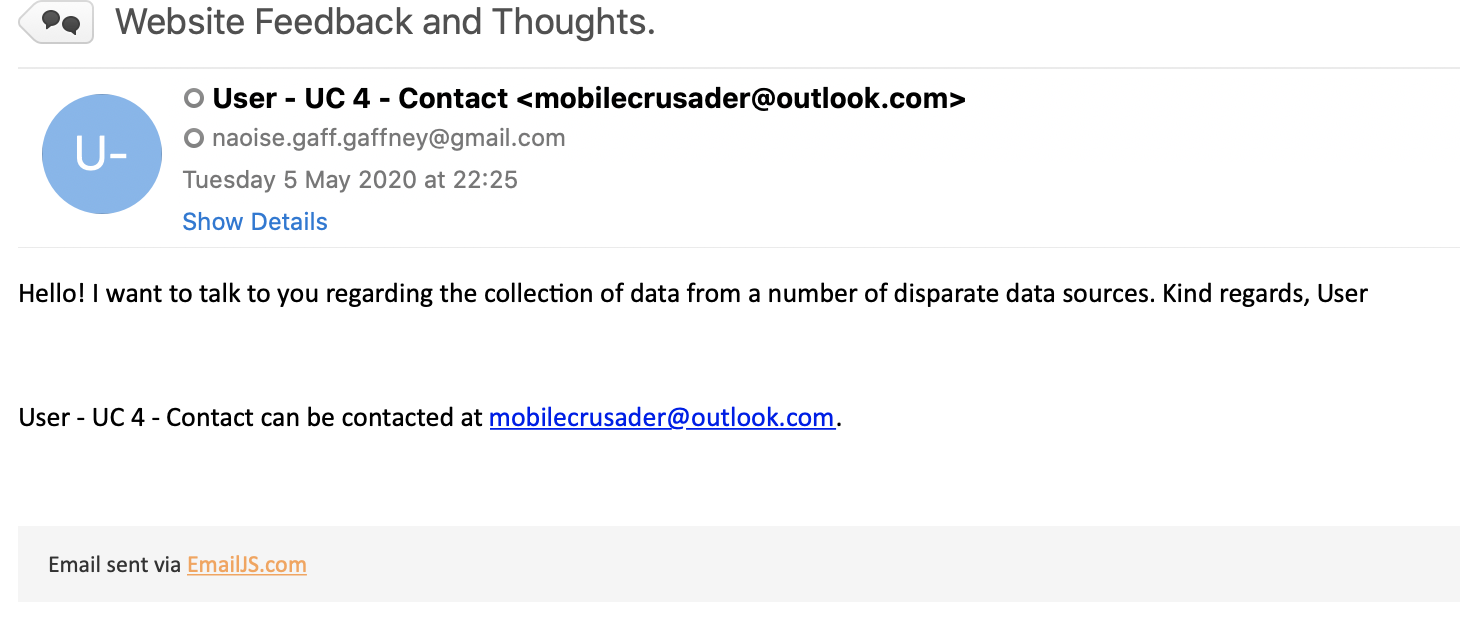 Website Feedback and Thoughts.
U-
User - UC 4 - Contact <mobilecrusader@outlook.com>
naoise.gaff.gaffney@gmail.com
Tuesday 5 May 2020 at 22:25
Show Details
Hello! I want to talk to you regarding the collection of data from a number of disparate data sources. Kind regards, User
User - UC 4 - Contact can be contacted at mobilecrusader@outlook.com.
Email sent via EmailJS.com